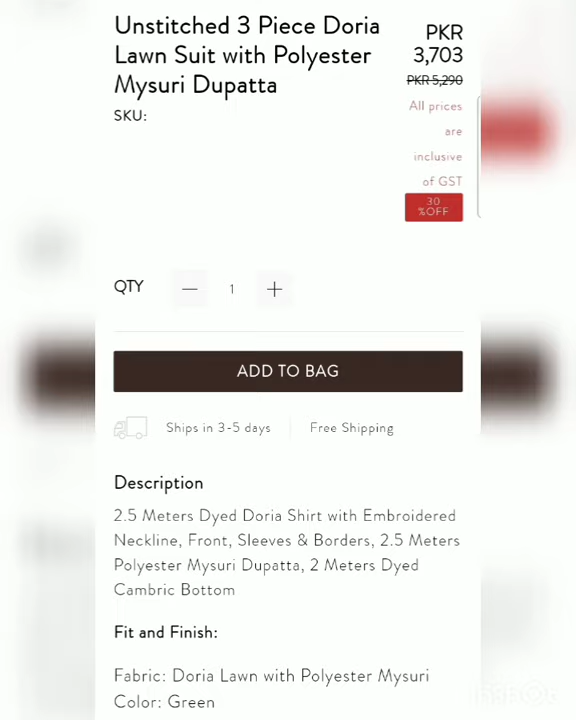 Unstitched 3 Piece Doria
Lawn Suit with Polyester
Mysuri Dupatta
SKU:
PKR
3,703
PKR 5,290
All prices
are
inclusive
of GST
30
%OFF
QTY
1
ADD TO BAG
Ships in 3-5 days
Free Shipping
Description
2.5 Meters Dyed Doria Shirt with Embroidered
Neckline, Front, Sleeves & Borders, 2.5 Meters
Polyester Mysuri Dupatta, 2 Meters Dyed
Cambric Bottom
Fit and Finish:
Fabric: Doria Lawn with Polyester Mysuri
Color: Green